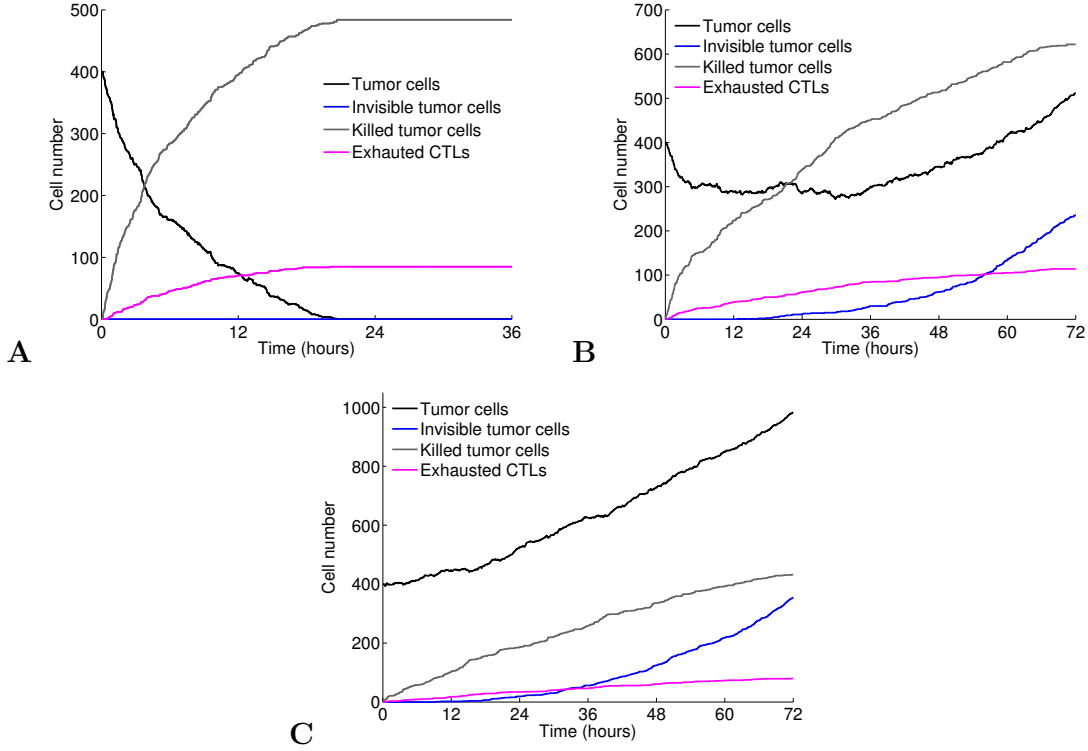 500
400
300
200
100
0
Cell number
Tumor cells
Invisible tumor cells
Killed tumor cells
Exhauted CTLs
0 12 24 36
Time (hours)
A
700
600
500
400
300
200
100
0
Cell number
Tumor cells
Invisible tumor cells
Killed tumor cells
Exhausted CTLs
0 12 24 36 48 60 72
Time (hours)
B
1000
800
600
400
200
0
Cell number
Tumor cells
Invisible tumor cells
Killed tumor cells
Exhausted CTLs
0 12 24 36 48 60 72
Time (hours)
C